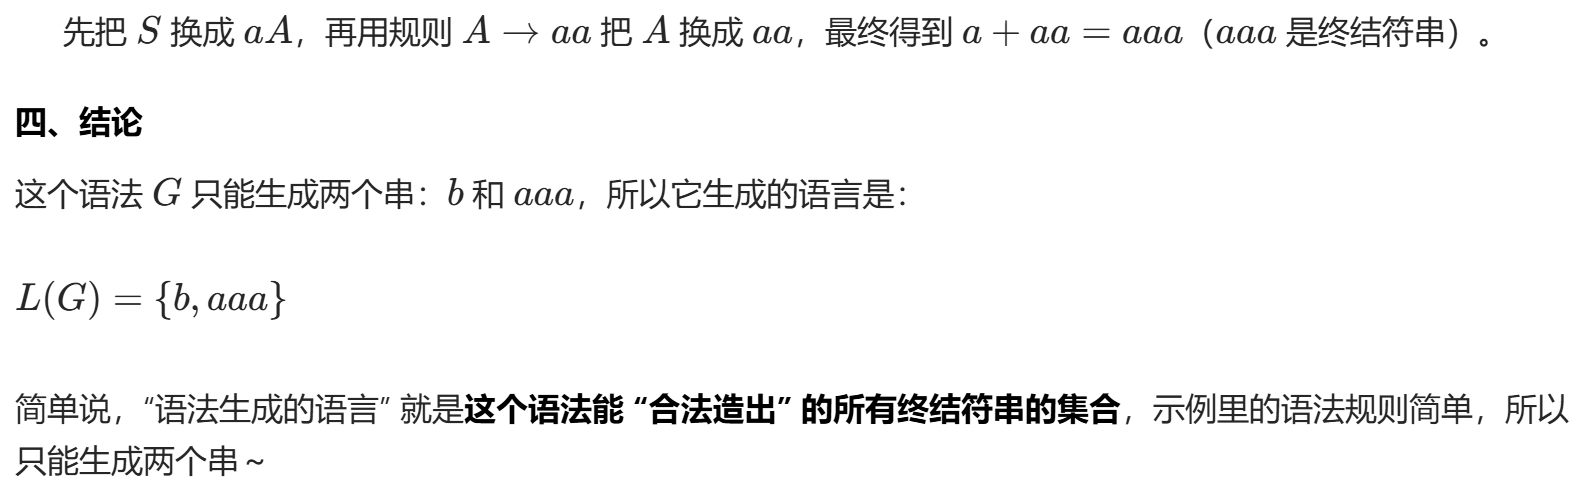 先把 S 换成 aA，再用规则 A → aa 把 A 换成 aa，最终得到 a + aa = aaa（aaa 是终结符串）。
四、结论
这个语法 G 只能生成两个串：b 和 aaa，所以它生成的语言是：
L(G) = {b, aaa}
简单说，“语法生成的语言” 就是这个语法能 “合法造出” 的所有终结符串的集合，示例里的语法规则简单，所以
只能生成两个串～